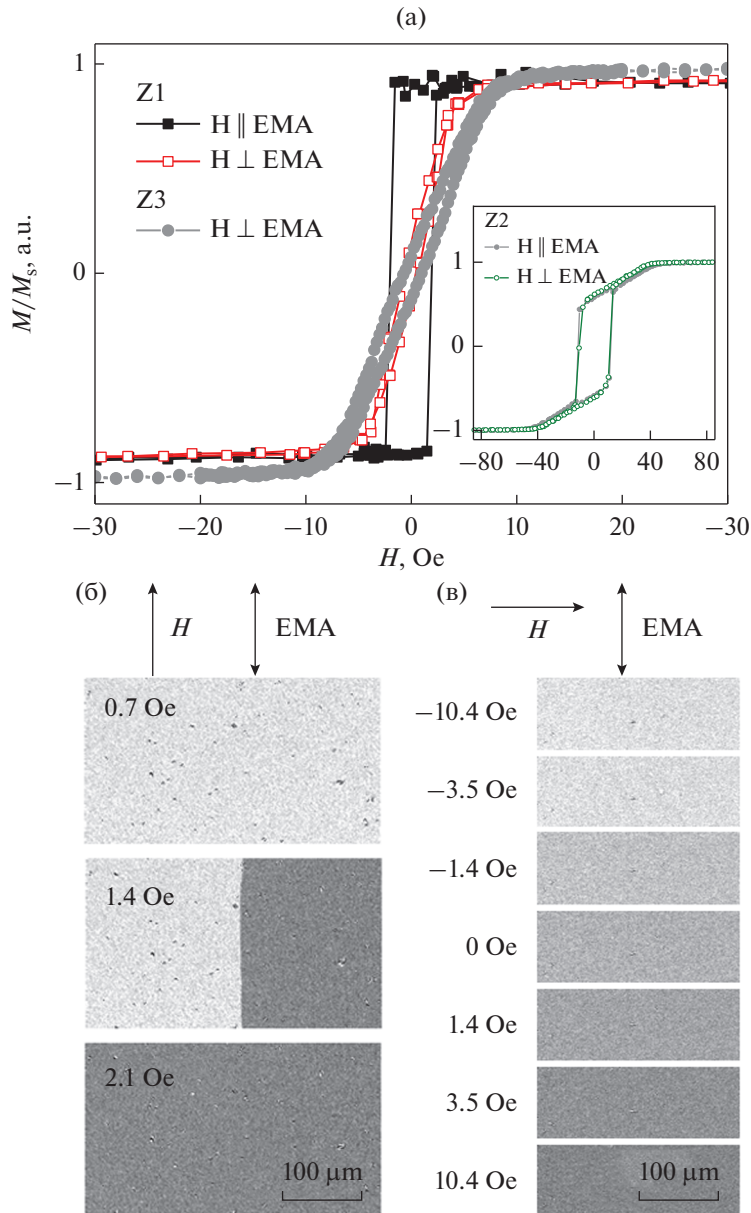 (а)
1
0
−1
M/Mₛ, a.u.
Z1
H ∥ EMA
H ⊥ EMA
Z3
H ⊥ EMA
Z2
H ∥ EMA
H ⊥ EMA
1
0
−1
−80 −40 0 40 80
−30 −20 −10 0 10 20 −30
H, Oe
(б)
H
EMA
0.7 Oe
1.4 Oe
2.1 Oe
100 μm
(в)
H
EMA
−10.4 Oe
−3.5 Oe
−1.4 Oe
0 Oe
1.4 Oe
3.5 Oe
10.4 Oe
100 μm